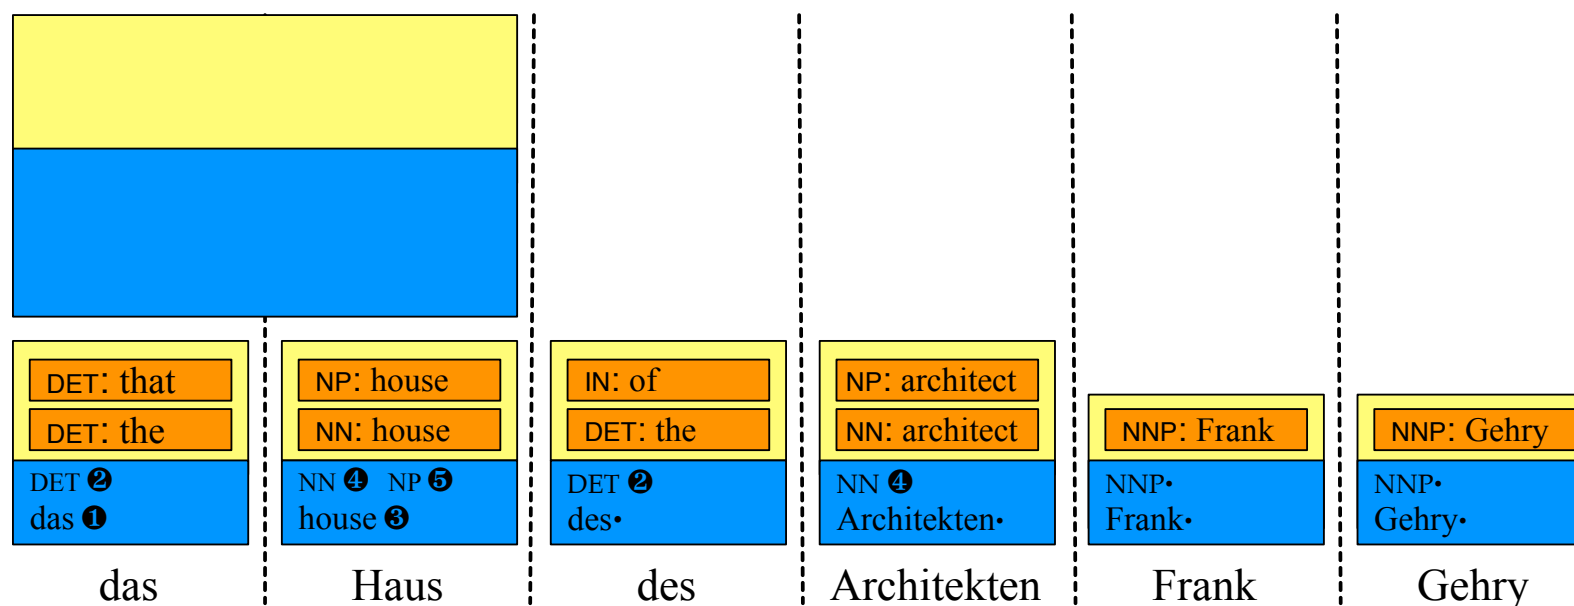 DET: that
DET: the
DET ❷
das ❶
das
NP: house
NN: house
NN ❹ NP ❺
house ❸
Haus
IN: of
DET: the
DET ❷
des•
des
NP: architect
NN: architect
NN ❹
Architekten•
Architekten
NNP: Frank
NNP•
Frank•
Frank
NNP: Gehry
NNP•
Gehry•
Gehry